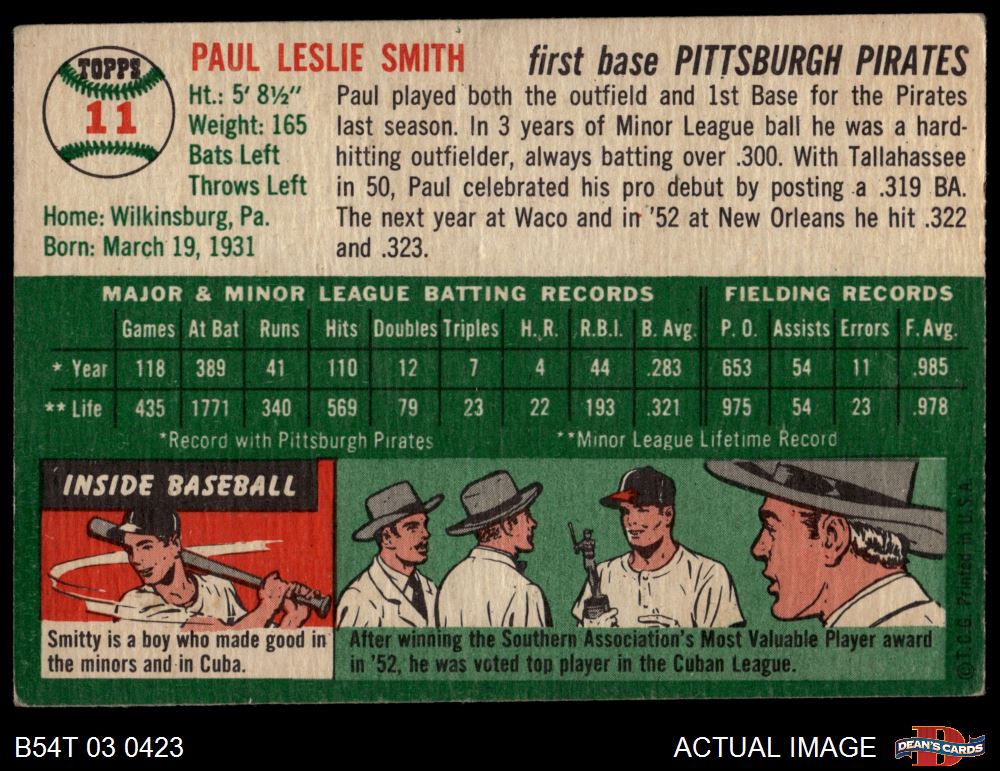 TOPPS
11
PAUL LESLIE SMITH
first base PITTSBURGH PIRATES
Ht.: 5' 8½"
Weight: 165
Bats Left
Throws Left
Home: Wilkinsburg, Pa.
Born: March 19, 1931
Paul played both the outfield and 1st Base for the Pirates
last season. In 3 years of Minor League ball he was a hard-
hitting outfielder, always batting over .300. With Tallahassee
in 50, Paul celebrated his pro debut by posting a .319 BA.
The next year at Waco and in '52 at New Orleans he hit .322
and .323.
MAJOR & MINOR LEAGUE BATTING RECORDS FIELDING RECORDS
Games At Bat Runs Hits Doubles Triples H. R. R.B.I. B. Avg. P. O. Assists Errors F. Avg.
* Year 118 389 41 110 12 7 4 44 .283 653 54 11 .985
** Life 435 1771 340 569 79 23 22 193 .321 975 54 23 .978
*Record with Pittsburgh Pirates **Minor League Lifetime Record
INSIDE BASEBALL
Smitty is a boy who made good in
the minors and in Cuba.
After winning the Southern Association's Most Valuable Player award
in '52, he was voted top player in the Cuban League.
© T.C.G. Printed in U.S.A.
B54T 03 0423
ACTUAL IMAGE
D
DEAN'S CARDS